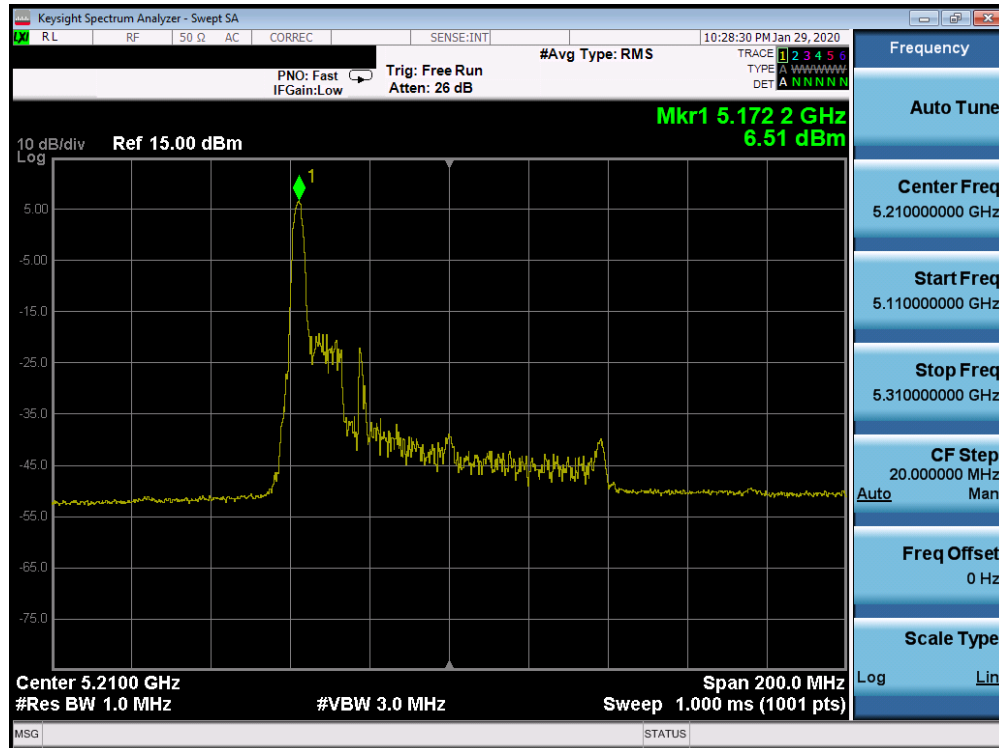 Keysight Spectrum Analyzer - Swept SA
LXI RL RF 50 Ω AC CORREC SENSE:INT 10:28:30 PM Jan 29, 2020
#Avg Type: RMS TRACE 1 2 3 4 5 6
PNO: Fast Trig: Free Run TYPE A WWWWW
IFGain:Low Atten: 26 dB DET A N N N N N
Mkr1 5.172 2 GHz
6.51 dBm
10 dB/div Ref 15.00 dBm
Log
1
5.00
-5.00
-15.0
-25.0
-35.0
-45.0
-55.0
-65.0
-75.0
Center 5.2100 GHz Span 200.0 MHz
#Res BW 1.0 MHz #VBW 3.0 MHz Sweep 1.000 ms (1001 pts)
MSG STATUS
Frequency
Auto Tune
Center Freq
5.210000000 GHz
Start Freq
5.110000000 GHz
Stop Freq
5.310000000 GHz
CF Step
20.000000 MHz
Auto Man
Freq Offset
0 Hz
Scale Type
Log Lin